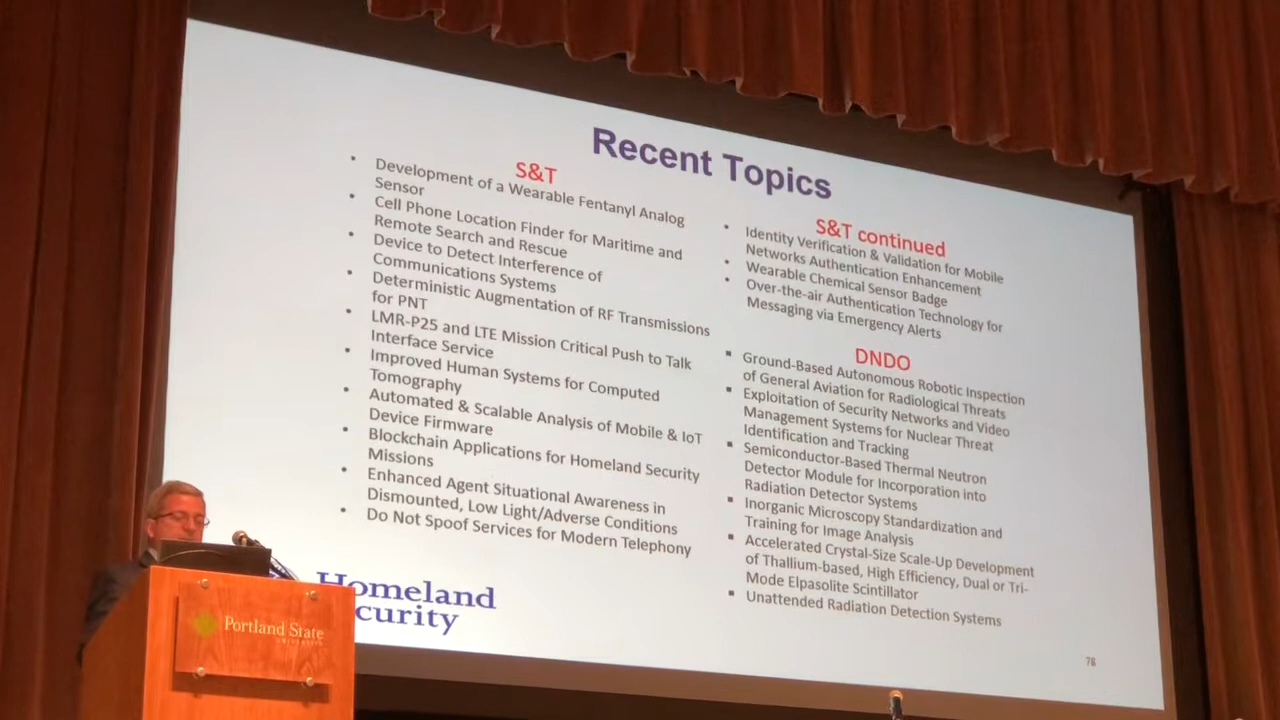 Recent Topics
S&T
• Development of a Wearable Fentanyl Analog
Sensor
• Cell Phone Location Finder for Maritime and
Remote Search and Rescue
• Device to Detect Interference of
Communications Systems
• Deterministic Augmentation of RF Transmissions
for PNT
• LMR-P25 and LTE Mission Critical Push to Talk
Interface Service
• Improved Human Systems for Computed
Tomography
• Automated & Scalable Analysis of Mobile & IoT
Device Firmware
• Blockchain Applications for Homeland Security
Missions
• Enhanced Agent Situational Awareness in
Dismounted, Low Light/Adverse Conditions
• Do Not Spoof Services for Modern Telephony
S&T continued
• Identity Verification & Validation for Mobile
Networks Authentication Enhancement
• Wearable Chemical Sensor Badge
• Over-the-air Authentication Technology for
Messaging via Emergency Alerts
DNDO
▪ Ground-Based Autonomous Robotic Inspection
of General Aviation for Radiological Threats
▪ Exploitation of Security Networks and Video
Management Systems for Nuclear Threat
Identification and Tracking
▪ Semiconductor-Based Thermal Neutron
Detector Module for Incorporation into
Radiation Detector Systems
▪ Inorganic Microscopy Standardization and
Training for Image Analysis
▪ Accelerated Crystal-Size Scale-Up Development
of Thallium-based, High Efficiency, Dual or Tri-
Mode Elpasolite Scintillator
▪ Unattended Radiation Detection Systems
Homeland
curity
78
Portland State
UNIVERSITY